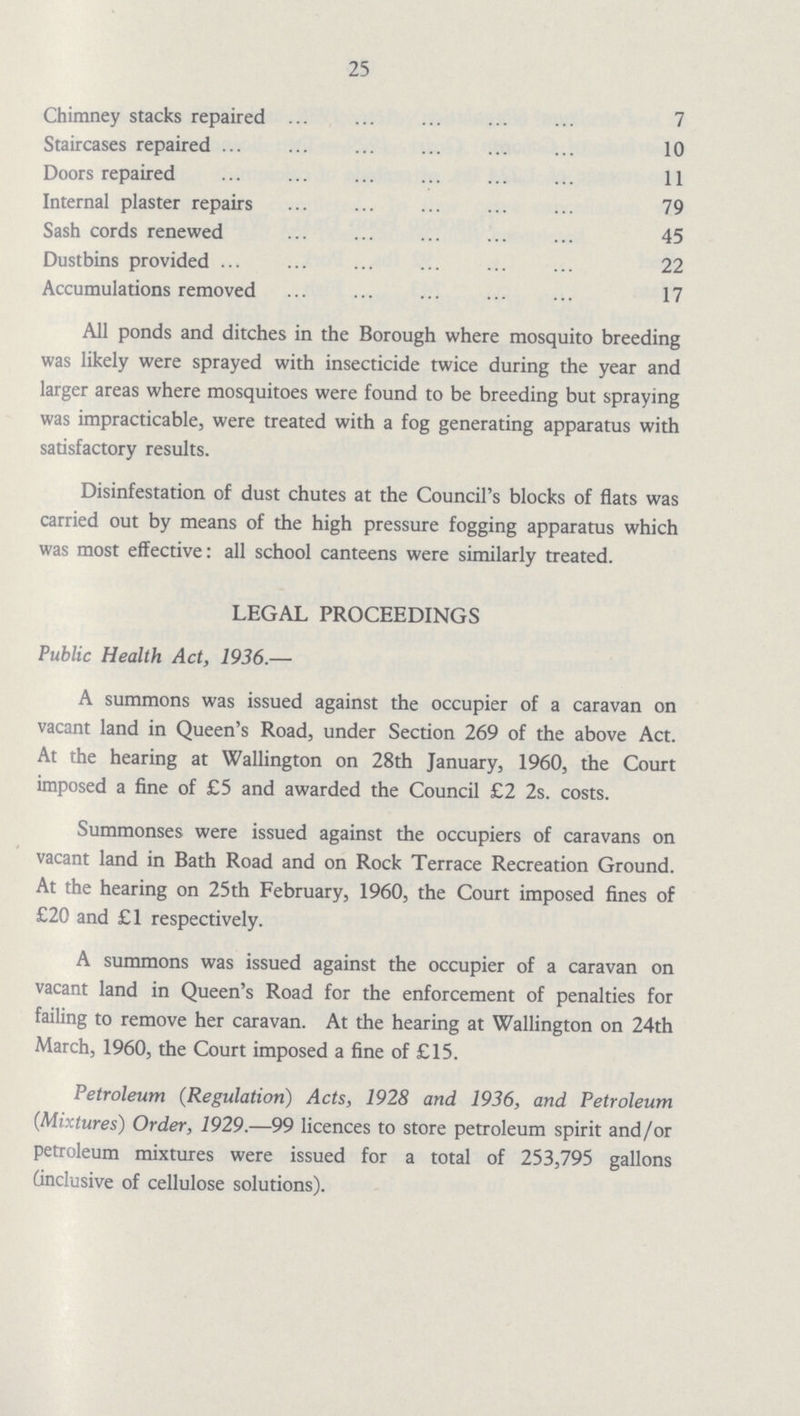 25
Chimney stacks repaired ... ... ... ... ... 7
Staircases repaired ... ... ... ... ... ... 10
Doors repaired ... ... ... ... ... ... 11
Internal plaster repairs ... ... ... ... ... 79
Sash cords renewed ... ... ... ... ... 45
Dustbins provided ... ... ... ... ... ... 22
Accumulations removed ... ... ... ... ... 17
All ponds and ditches in the Borough where mosquito breeding
was likely were sprayed with insecticide twice during the year and
larger areas where mosquitoes were found to be breeding but spraying
was impracticable, were treated with a fog generating apparatus with
satisfactory results.
Disinfestation of dust chutes at the Council's blocks of flats was
carried out by means of the high pressure fogging apparatus which
was most effective: all school canteens were similarly treated.
LEGAL PROCEEDINGS
Public Health Act, 1936.—
A summons was issued against the occupier of a caravan on
vacant land in Queen's Road, under Section 269 of the above Act.
At the hearing at Wallington on 28th January, 1960, the Court
imposed a fine of £5 and awarded the Council £2 2s. costs.
Summonses were issued against the occupiers of caravans on
vacant land in Bath Road and on Rock Terrace Recreation Ground.
At the hearing on 25th February, 1960, the Court imposed fines of
£20 and £1 respectively.
A summons was issued against the occupier of a caravan on
vacant land in Queen's Road for the enforcement of penalties for
failing to remove her caravan. At the hearing at Wallington on 24th
March, 1960, the Court imposed a fine of £15.
Petroleum (Regulation) Acts, 1928 and 1936, and Petroleum
(Mixtures) Order, 1929.—99 licences to store petroleum spirit and/or
petroleum mixtures were issued for a total of 253,795 gallons
(inclusive of cellulose solutions).